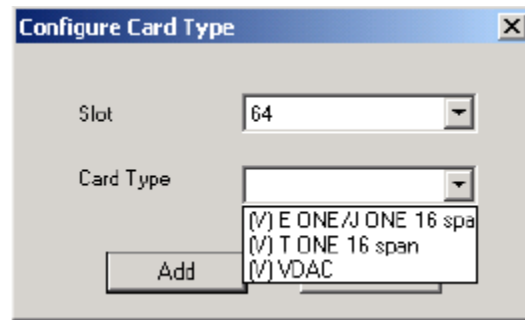 Configure Card Type
Slot
64
Card Type
(V) E ONE/J ONE 16 spa
(V) T ONE 16 span
(V) VDAC
Add